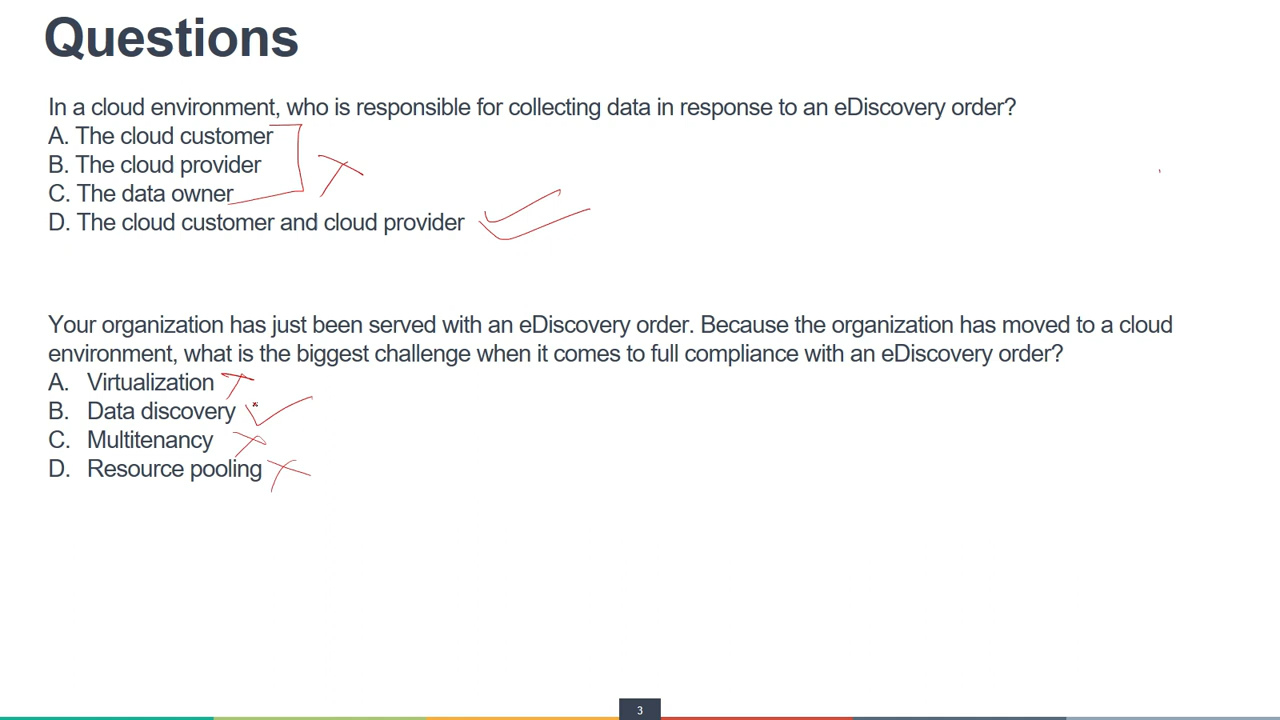 Questions
In a cloud environment, who is responsible for collecting data in response to an eDiscovery order?
A. The cloud customer
B. The cloud provider
C. The data owner
D. The cloud customer and cloud provider
Your organization has just been served with an eDiscovery order. Because the organization has moved to a cloud
environment, what is the biggest challenge when it comes to full compliance with an eDiscovery order?
A. Virtualization
B. Data discovery
C. Multitenancy
D. Resource pooling
3